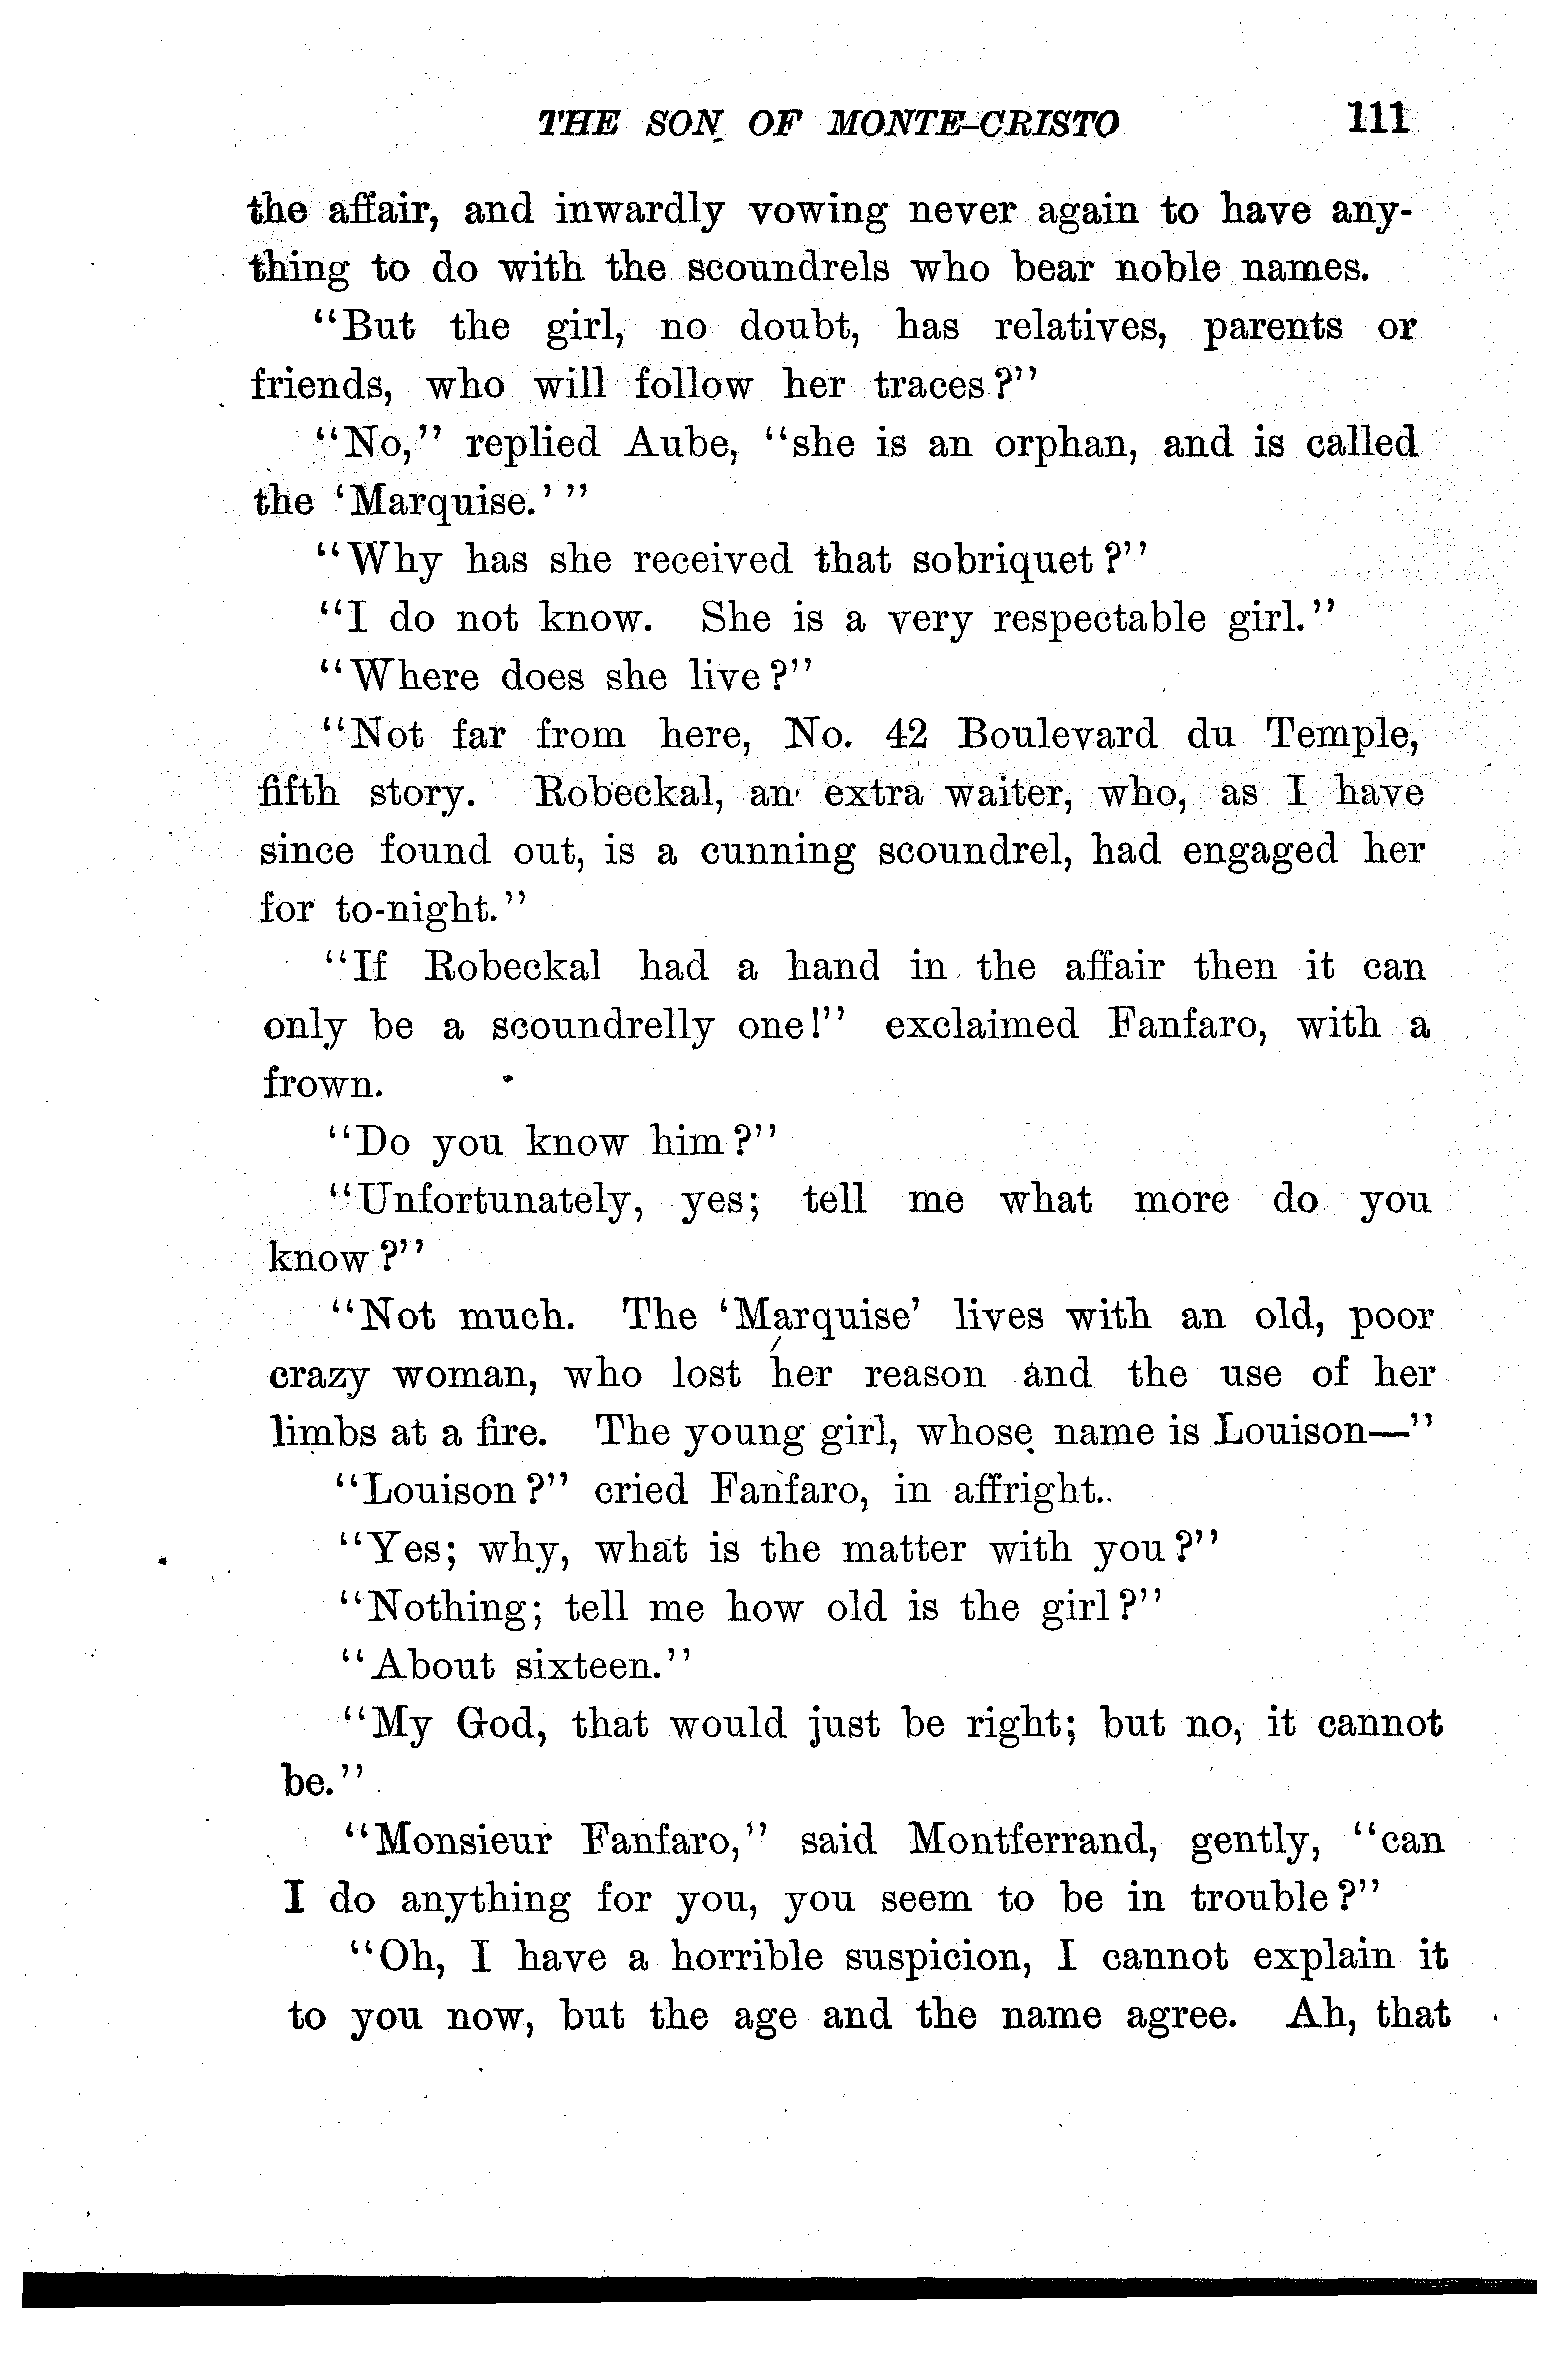 THE SON OF MONTE-CRISTO 111
the affair, and inwardly vowing never again to have any-
thing to do with the scoundrels who bear noble names.
"But the girl, no doubt, has relatives, parents or
friends, who will follow her traces?"
"No," replied Aube, "she is an orphan, and is called
the 'Marquise.'"
"Why has she received that sobriquet?"
"I do not know. She is a very respectable girl."
"Where does she live?"
"Not far from here, No. 42 Boulevard du Temple,
fifth story. Robeckal, an extra waiter, who, as I have
since found out, is a cunning scoundrel, had engaged her
for to-night."
"If Robeckal had a hand in the affair then it can
only be a scoundrelly one!" exclaimed Fanfaro, with a
frown.
"Do you know him?"
"Unfortunately, yes; tell me what more do you
know?"
"Not much. The 'Marquise' lives with an old, poor
crazy woman, who lost her reason and the use of her
limbs at a fire. The young girl, whose name is Louison—"
"Louison?" cried Fanfaro, in affright.
"Yes; why, what is the matter with you?"
"Nothing; tell me how old is the girl?"
"About sixteen."
"My God, that would just be right; but no, it cannot
be."
"Monsieur Fanfaro," said Montferrand, gently, "can
I do anything for you, you seem to be in trouble?"
"Oh, I have a horrible suspicion, I cannot explain it
to you now, but the age and the name agree. Ah, that